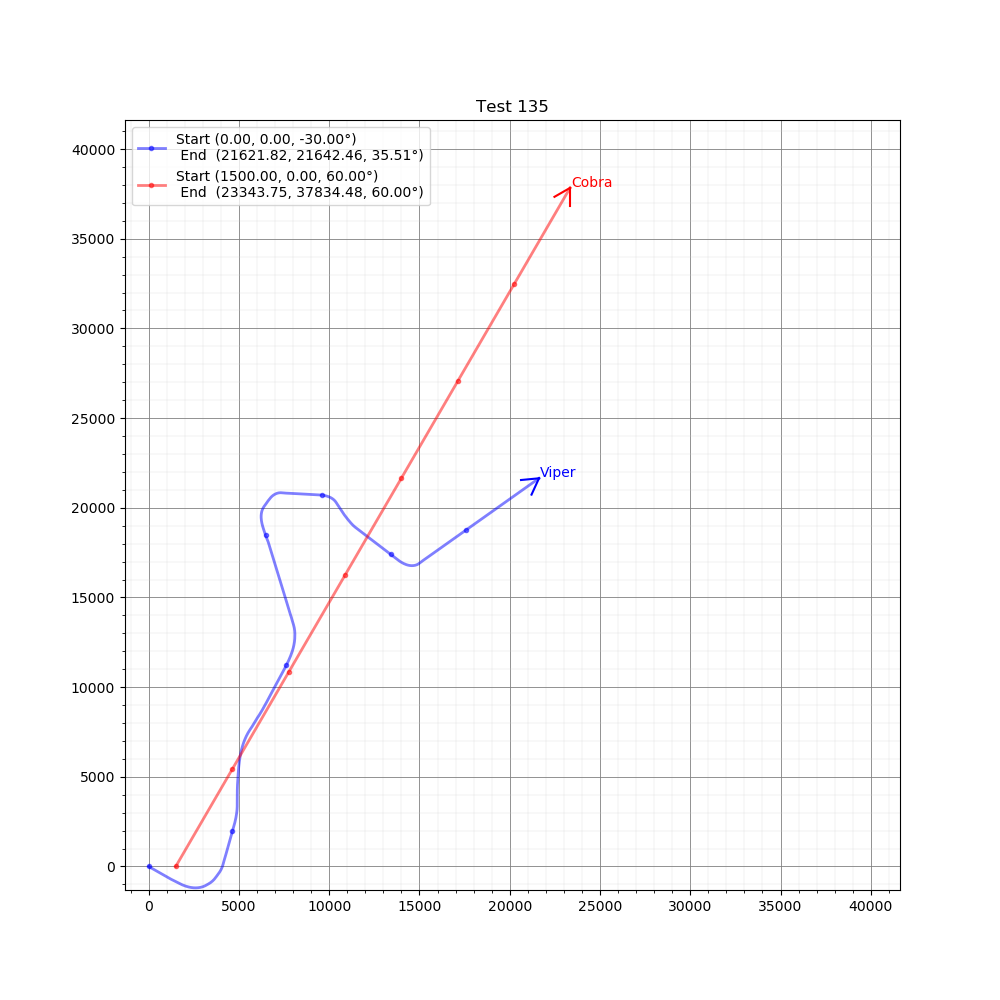 Test 135
Start (0.00, 0.00, -30.00°)
End (21621.82, 21642.46, 35.51°)
Start (1500.00, 0.00, 60.00°)
End (23343.75, 37834.48, 60.00°)
Cobra
Viper
40000
35000
30000
25000
20000
15000
10000
5000
0
0 5000 10000 15000 20000 25000 30000 35000 40000